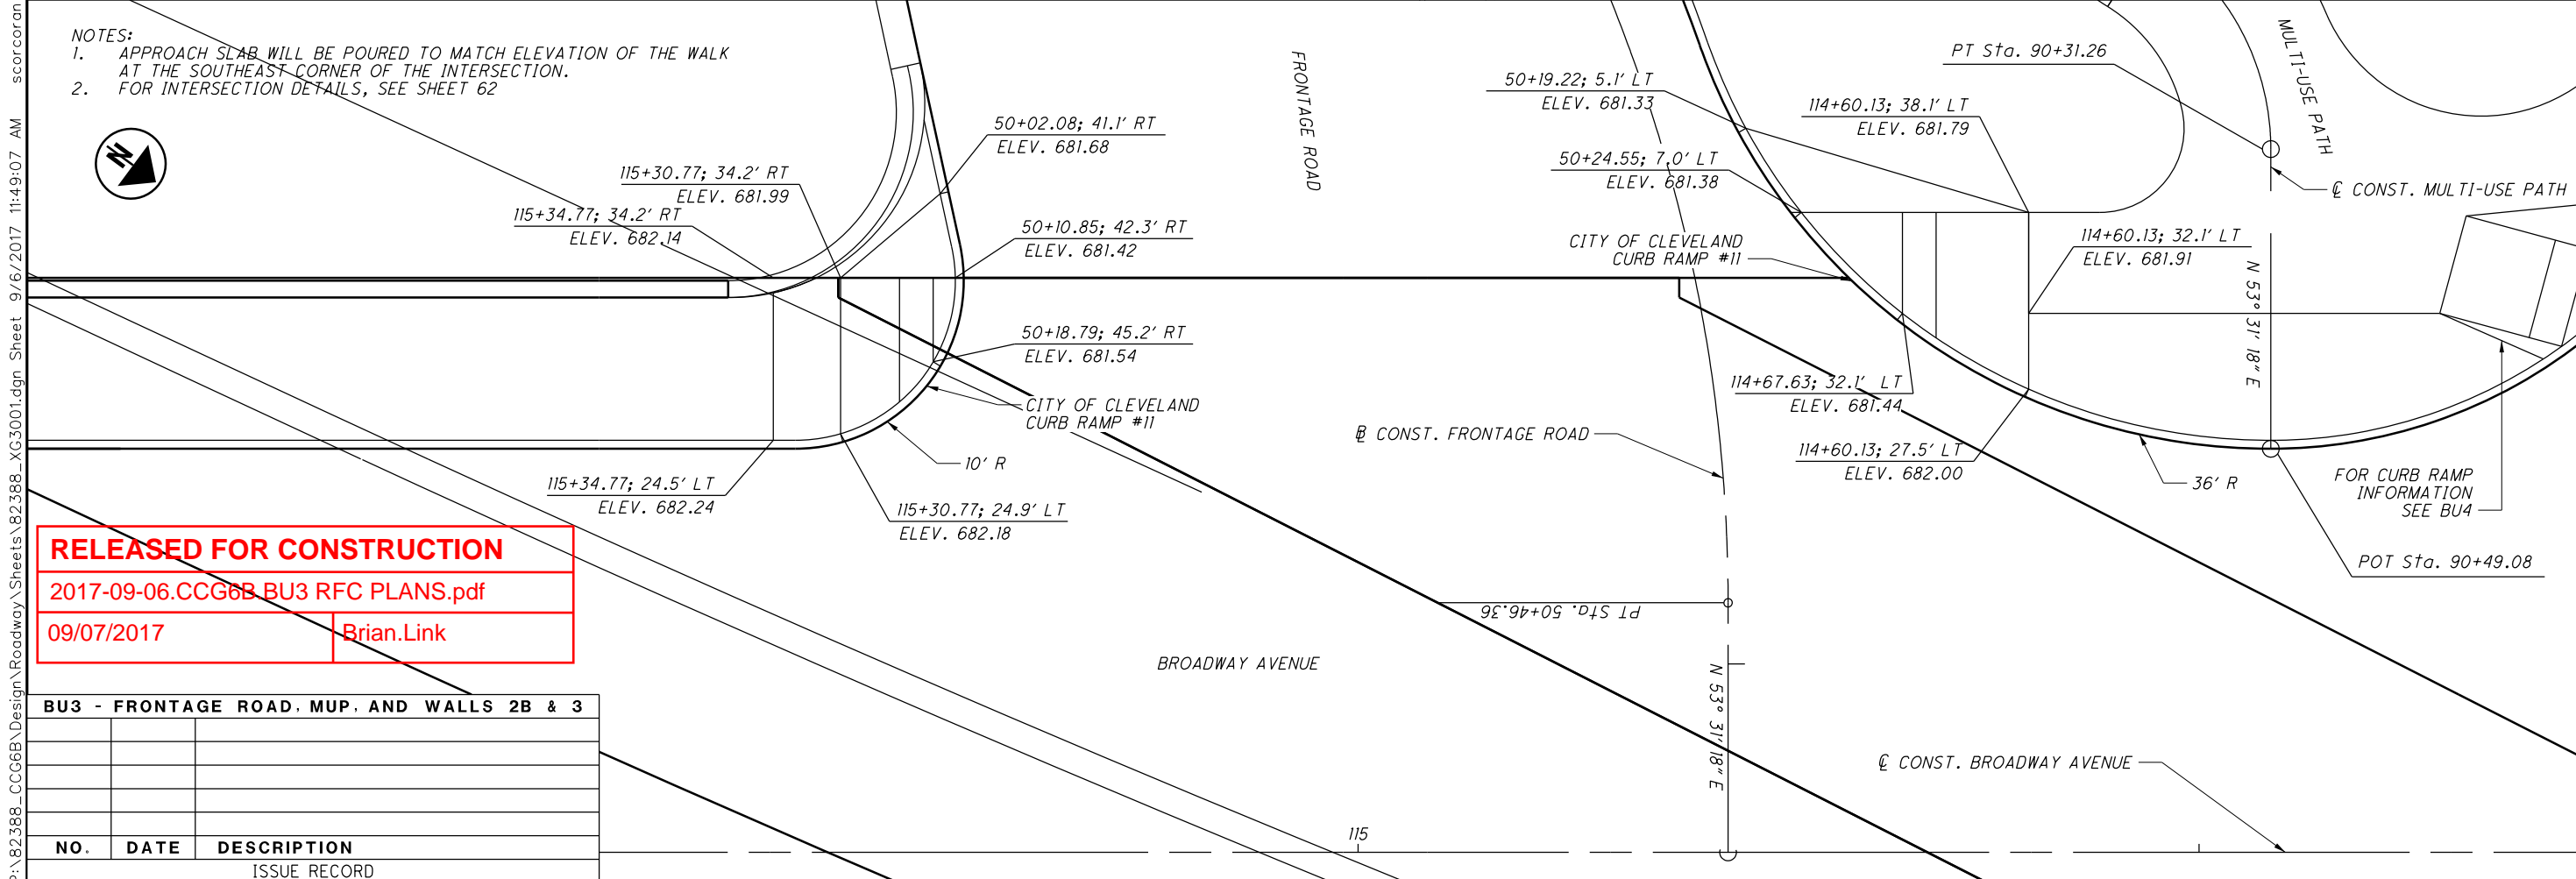 P:\82388_CCG6B\Design\Roadway\Sheets\82388_XG3001.dgn Sheet 9/6/2017 11:49:07 AM scorcoran
NOTES:
1. APPROACH SLAB WILL BE POURED TO MATCH ELEVATION OF THE WALK
AT THE SOUTHEAST CORNER OF THE INTERSECTION.
2. FOR INTERSECTION DETAILS, SEE SHEET 62
N
115+30.77; 34.2' RT
ELEV. 681.99
115+34.77; 34.2' RT
ELEV. 682.14
50+02.08; 41.1' RT
ELEV. 681.68
50+10.85; 42.3' RT
ELEV. 681.42
50+18.79; 45.2' RT
ELEV. 681.54
CITY OF CLEVELAND
CURB RAMP #11
10' R
115+34.77; 24.5' LT
ELEV. 682.24
115+30.77; 24.9' LT
ELEV. 682.18
FRONTAGE ROAD
50+19.22; 5.1' LT
ELEV. 681.33
50+24.55; 7.0' LT
ELEV. 681.38
CITY OF CLEVELAND
CURB RAMP #11
114+60.13; 38.1' LT
ELEV. 681.79
PT Sta. 90+31.26
MULTI-USE PATH
℄ CONST. MULTI-USE PATH
114+60.13; 32.1' LT
ELEV. 681.91
N 53° 31' 18" E
114+67.63; 32.1' LT
ELEV. 681.44
114+60.13; 27.5' LT
ELEV. 682.00
36' R
FOR CURB RAMP
INFORMATION
SEE BU4
POT Sta. 90+49.08
CONST. FRONTAGE ROAD
PT Sta. 50+46.36
BROADWAY AVENUE
N 53° 31' 18" E
℄ CONST. BROADWAY AVENUE
115
RELEASED FOR CONSTRUCTION
2017-09-06.CCG6B.BU3 RFC PLANS.pdf
09/07/2017 Brian.Link
BU3 - FRONTAGE ROAD, MUP, AND WALLS 2B & 3
NO. DATE DESCRIPTION
ISSUE RECORD